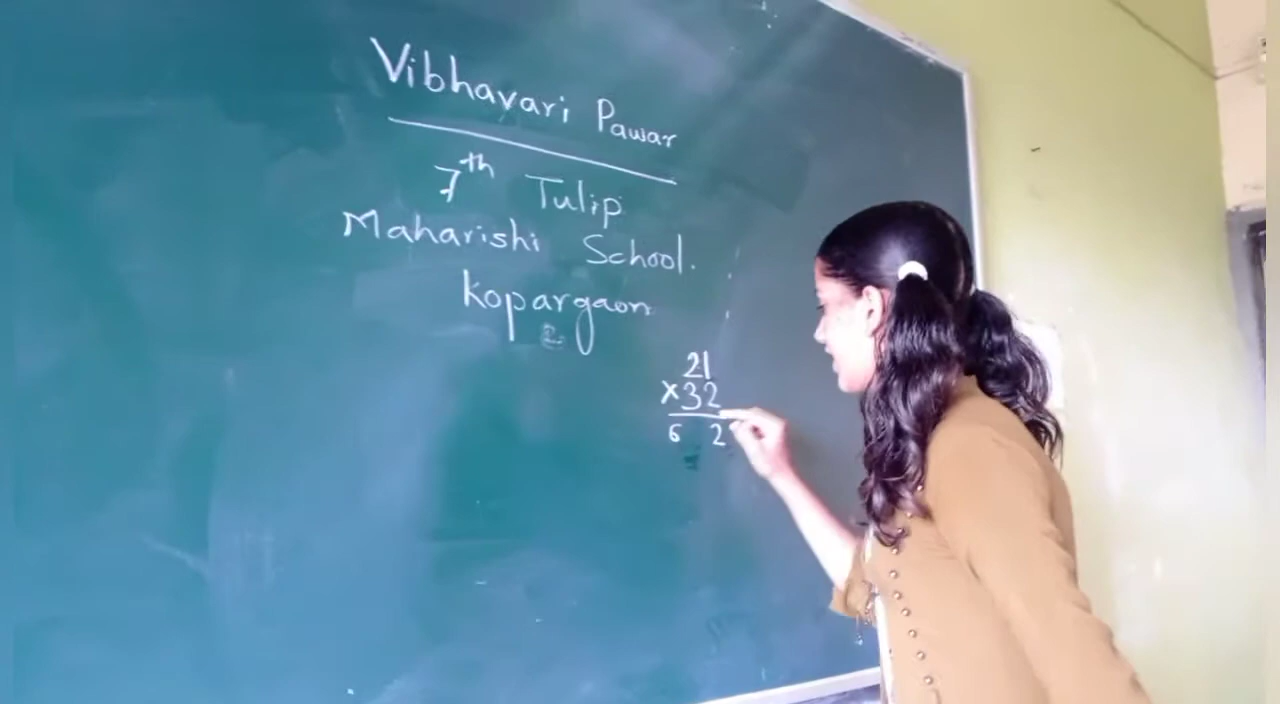 Vibhavari Pawar
7th Tulip
Maharishi School.
Kopargaon
21
×32
6 2